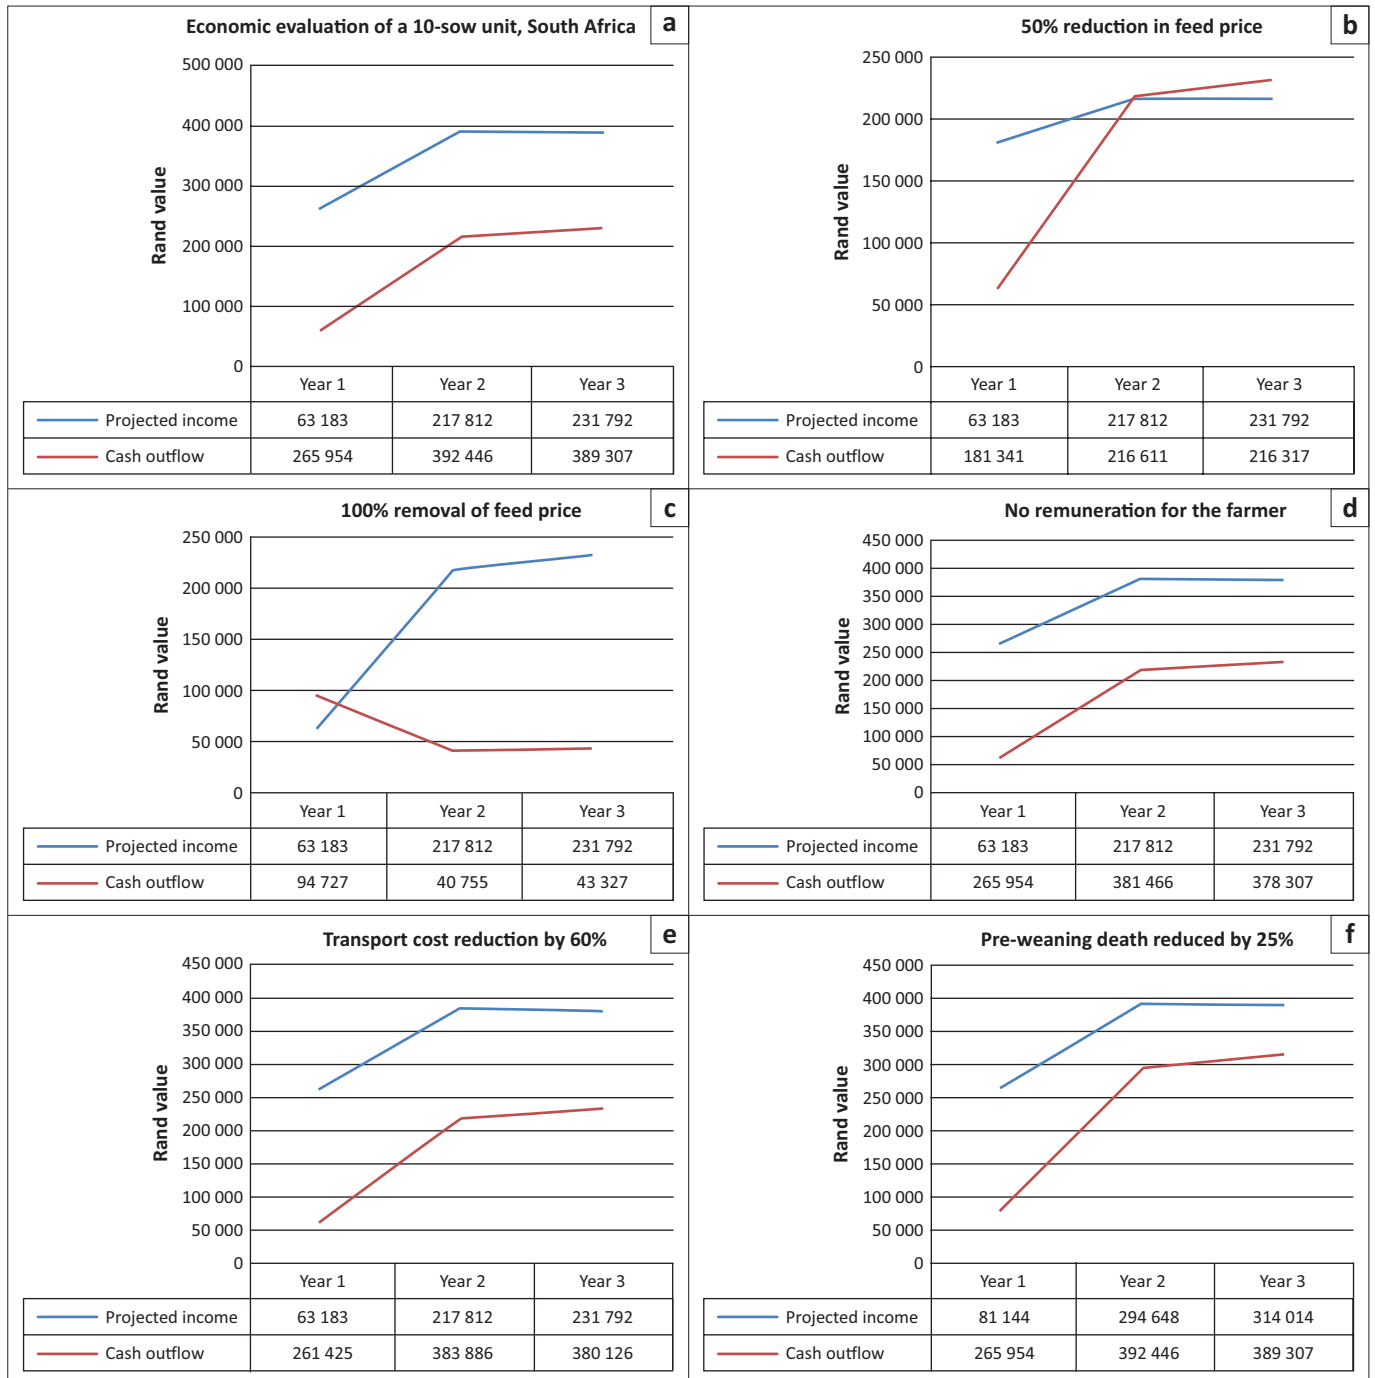 Economic evaluation of a 10-sow unit, South Africa
a
500 000
400 000
300 000
200 000
100 000
0
Rand value
Year 1 Year 2 Year 3
Projected income 63 183 217 812 231 792
Cash outflow 265 954 392 446 389 307
50% reduction in feed price
b
250 000
200 000
150 000
100 000
50 000
0
Rand value
Year 1 Year 2 Year 3
Projected income 63 183 217 812 231 792
Cash outflow 181 341 216 611 216 317
100% removal of feed price
c
250 000
200 000
150 000
100 000
50 000
0
Rand value
Year 1 Year 2 Year 3
Projected income 63 183 217 812 231 792
Cash outflow 94 727 40 755 43 327
No remuneration for the farmer
d
450 000
400 000
350 000
300 000
250 000
200 000
150 000
100 000
50 000
0
Rand value
Year 1 Year 2 Year 3
Projected income 63 183 217 812 231 792
Cash outflow 265 954 381 466 378 307
Transport cost reduction by 60%
e
450 000
400 000
350 000
300 000
250 000
200 000
150 000
100 000
50 000
0
Rand value
Year 1 Year 2 Year 3
Projected income 63 183 217 812 231 792
Cash outflow 261 425 383 886 380 126
Pre-weaning death reduced by 25%
f
450 000
400 000
350 000
300 000
250 000
200 000
150 000
100 000
50 000
0
Rand value
Year 1 Year 2 Year 3
Projected income 81 144 294 648 314 014
Cash outflow 265 954 392 446 389 307